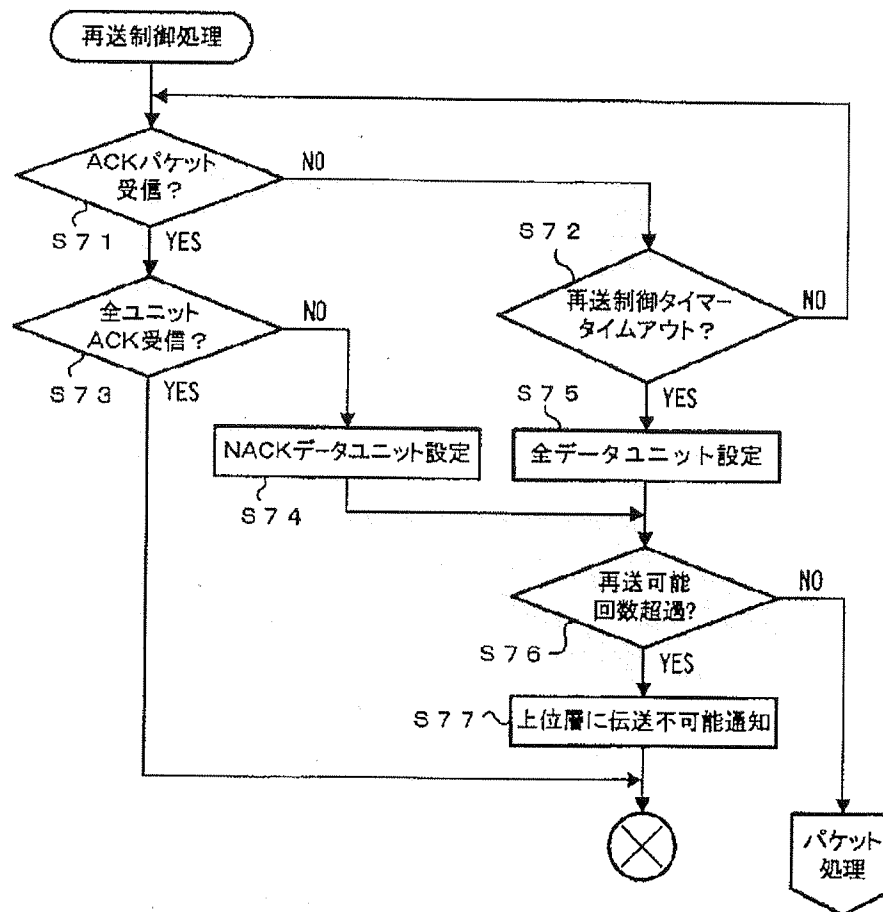 再送制御処理
ACKパケット
受信？
NO
S71
YES
S72
再送制御タイマー
タイムアウト？
NO
YES
全ユニット
ACK受信？
NO
S73
YES
S75
NACKデータユニット設定
全データユニット設定
S74
再送可能
回数超過?
NO
S76
YES
S77
上位層に伝送不可能通知
パケット
処理